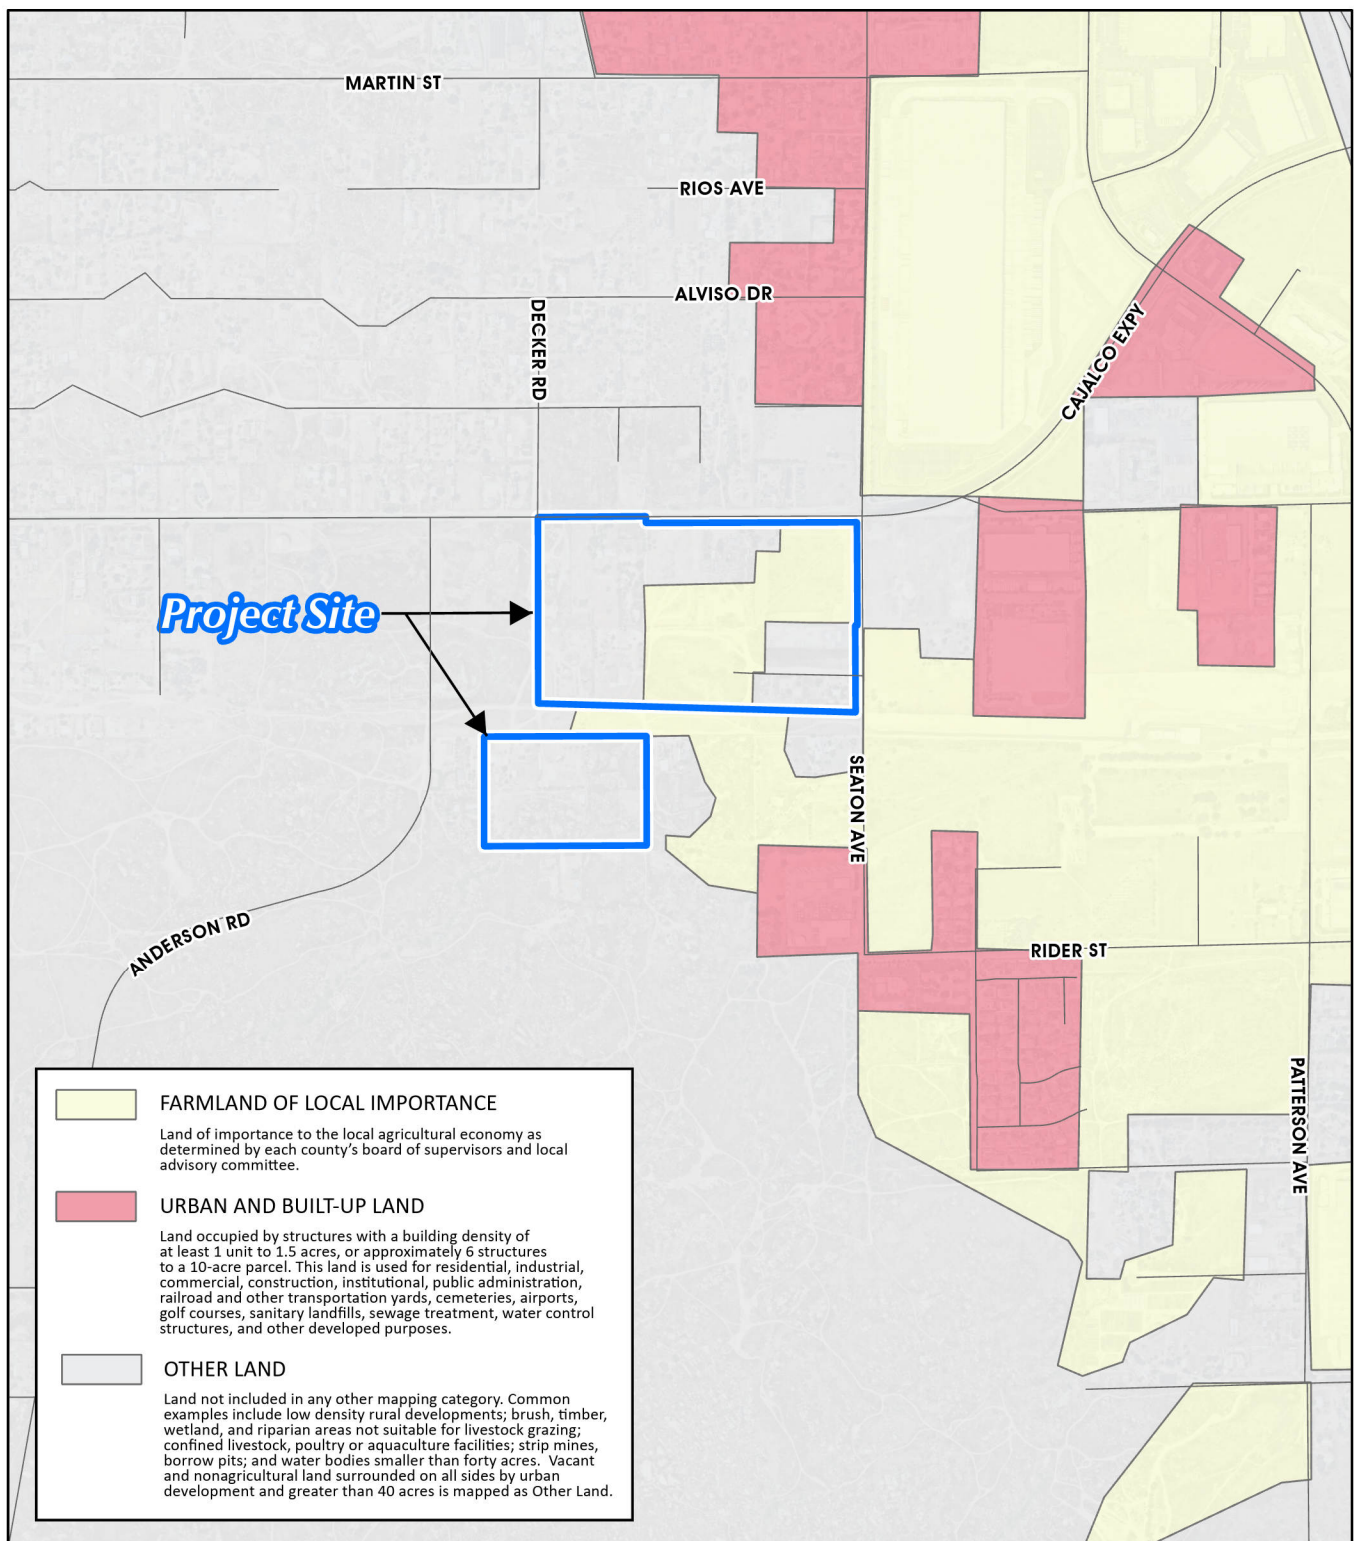 MARTIN ST
RIOS AVE
ALVISO DR
DECKER RD
CAJALCO EXPY
Project Site
SEATON AVE
ANDERSON RD
RIDER ST
PATTERSON AVE
FARMLAND OF LOCAL IMPORTANCE
Land of importance to the local agricultural economy as
determined by each county's board of supervisors and local
advisory committee.
URBAN AND BUILT-UP LAND
Land occupied by structures with a building density of
at least 1 unit to 1.5 acres, or approximately 6 structures
to a 10-acre parcel. This land is used for residential, industrial,
commercial, construction, institutional, public administration,
railroad and other transportation yards, cemeteries, airports,
golf courses, sanitary landfills, sewage treatment, water control
structures, and other developed purposes.
OTHER LAND
Land not included in any other mapping category. Common
examples include low density rural developments; brush, timber,
wetland, and riparian areas not suitable for livestock grazing;
confined livestock, poultry or aquaculture facilities; strip mines,
borrow pits; and water bodies smaller than forty acres.  Vacant
and nonagricultural land surrounded on all sides by urban
development and greater than 40 acres is mapped as Other Land.